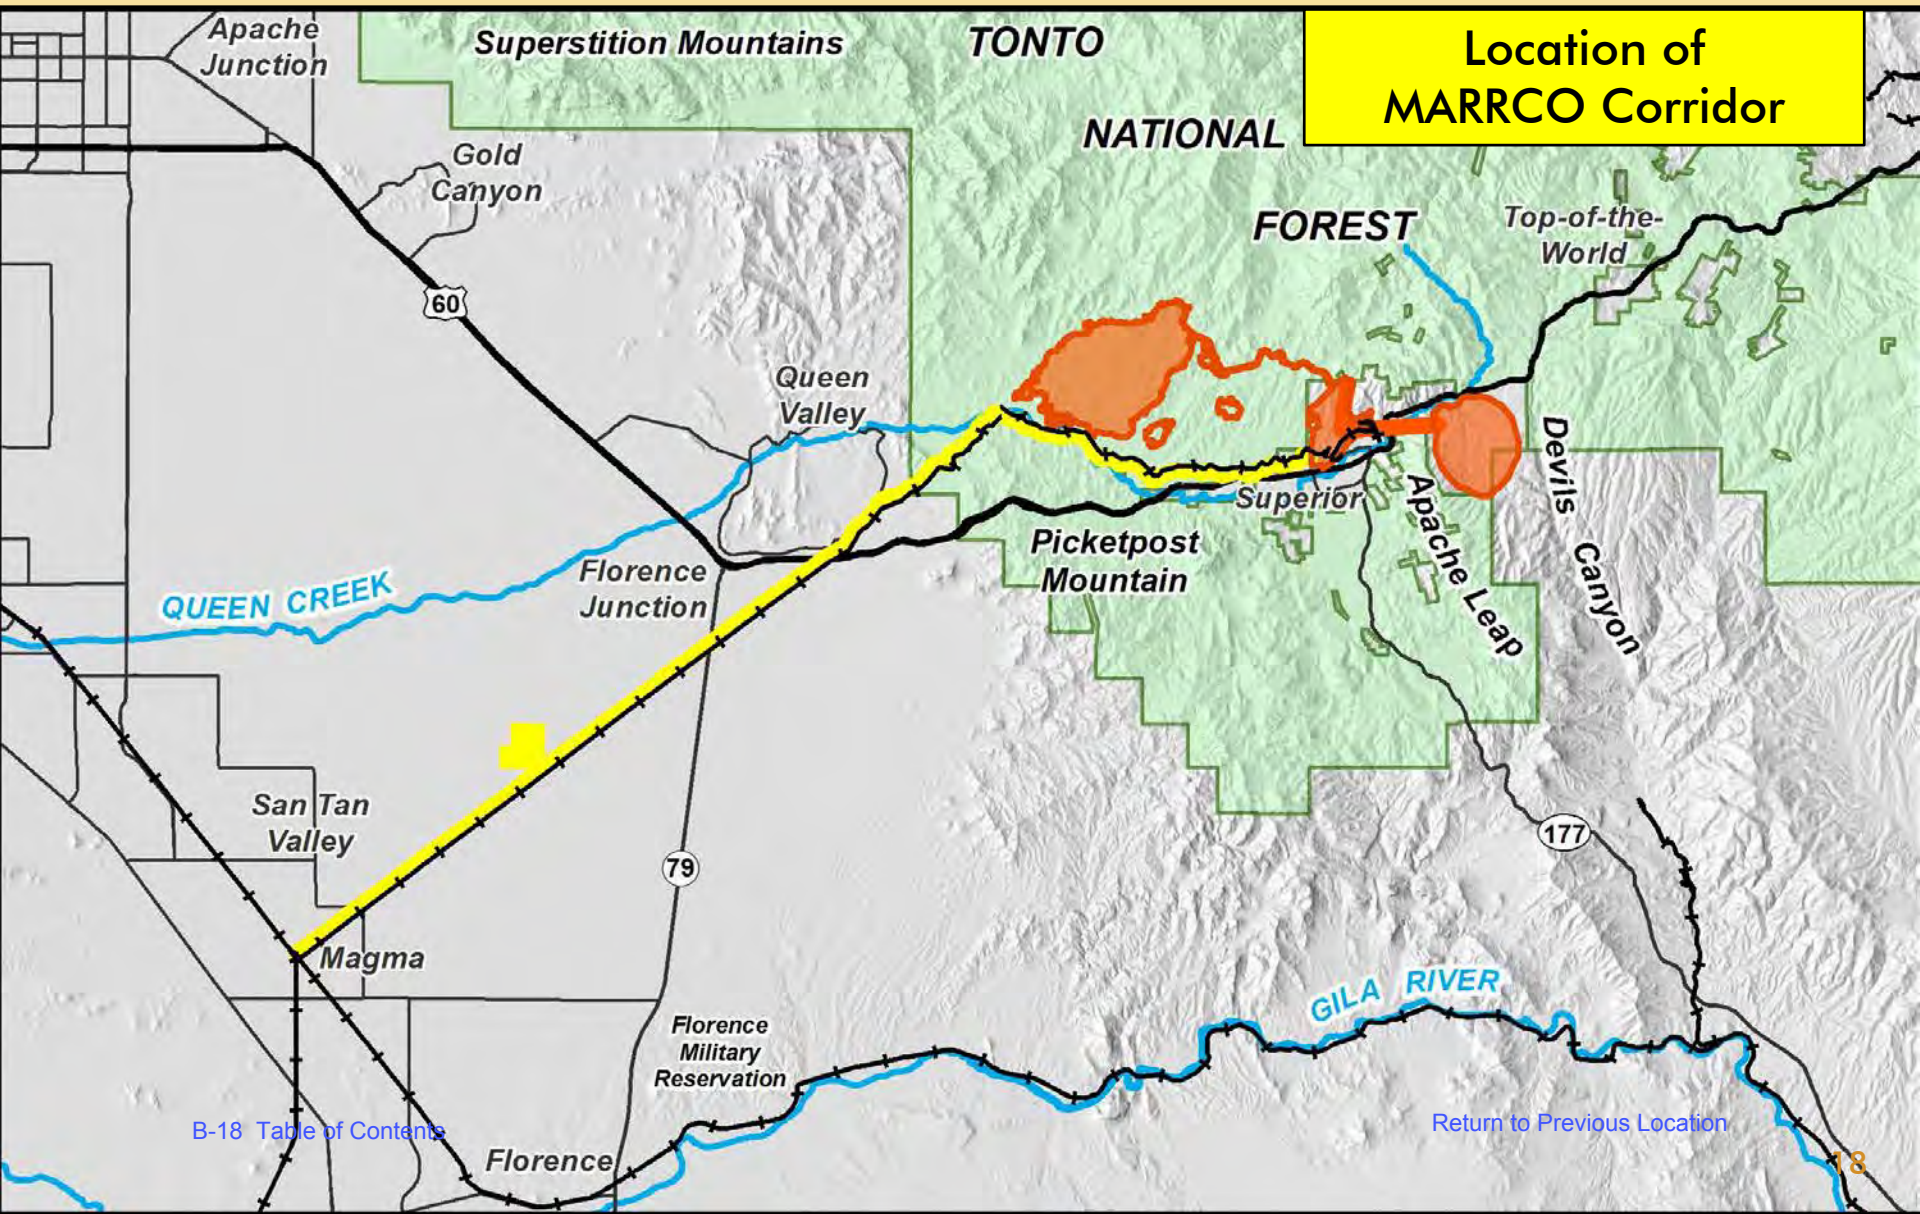 Location of
MARRCO Corridor
Apache
Junction
Superstition Mountains
TONTO
NATIONAL
FOREST
Gold
Canyon
Top-of-the-
World
60
Queen
Valley
Devils Canyon
Superior
Apache Leap
Picketpost
Mountain
Florence
Junction
QUEEN CREEK
San Tan
Valley
177
79
Magma
GILA RIVER
Florence
Military
Reservation
B-18 Table of Contents
Return to Previous Location
Florence
18